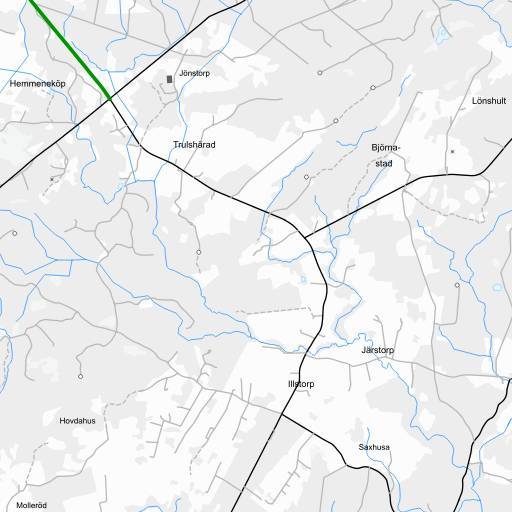 Jönstorp
Hemmeneköp
Lönshult
Trulshärad
Björna-
stad
Järstorp
Illstorp
Hovdahus
Saxhusa
Molleröd